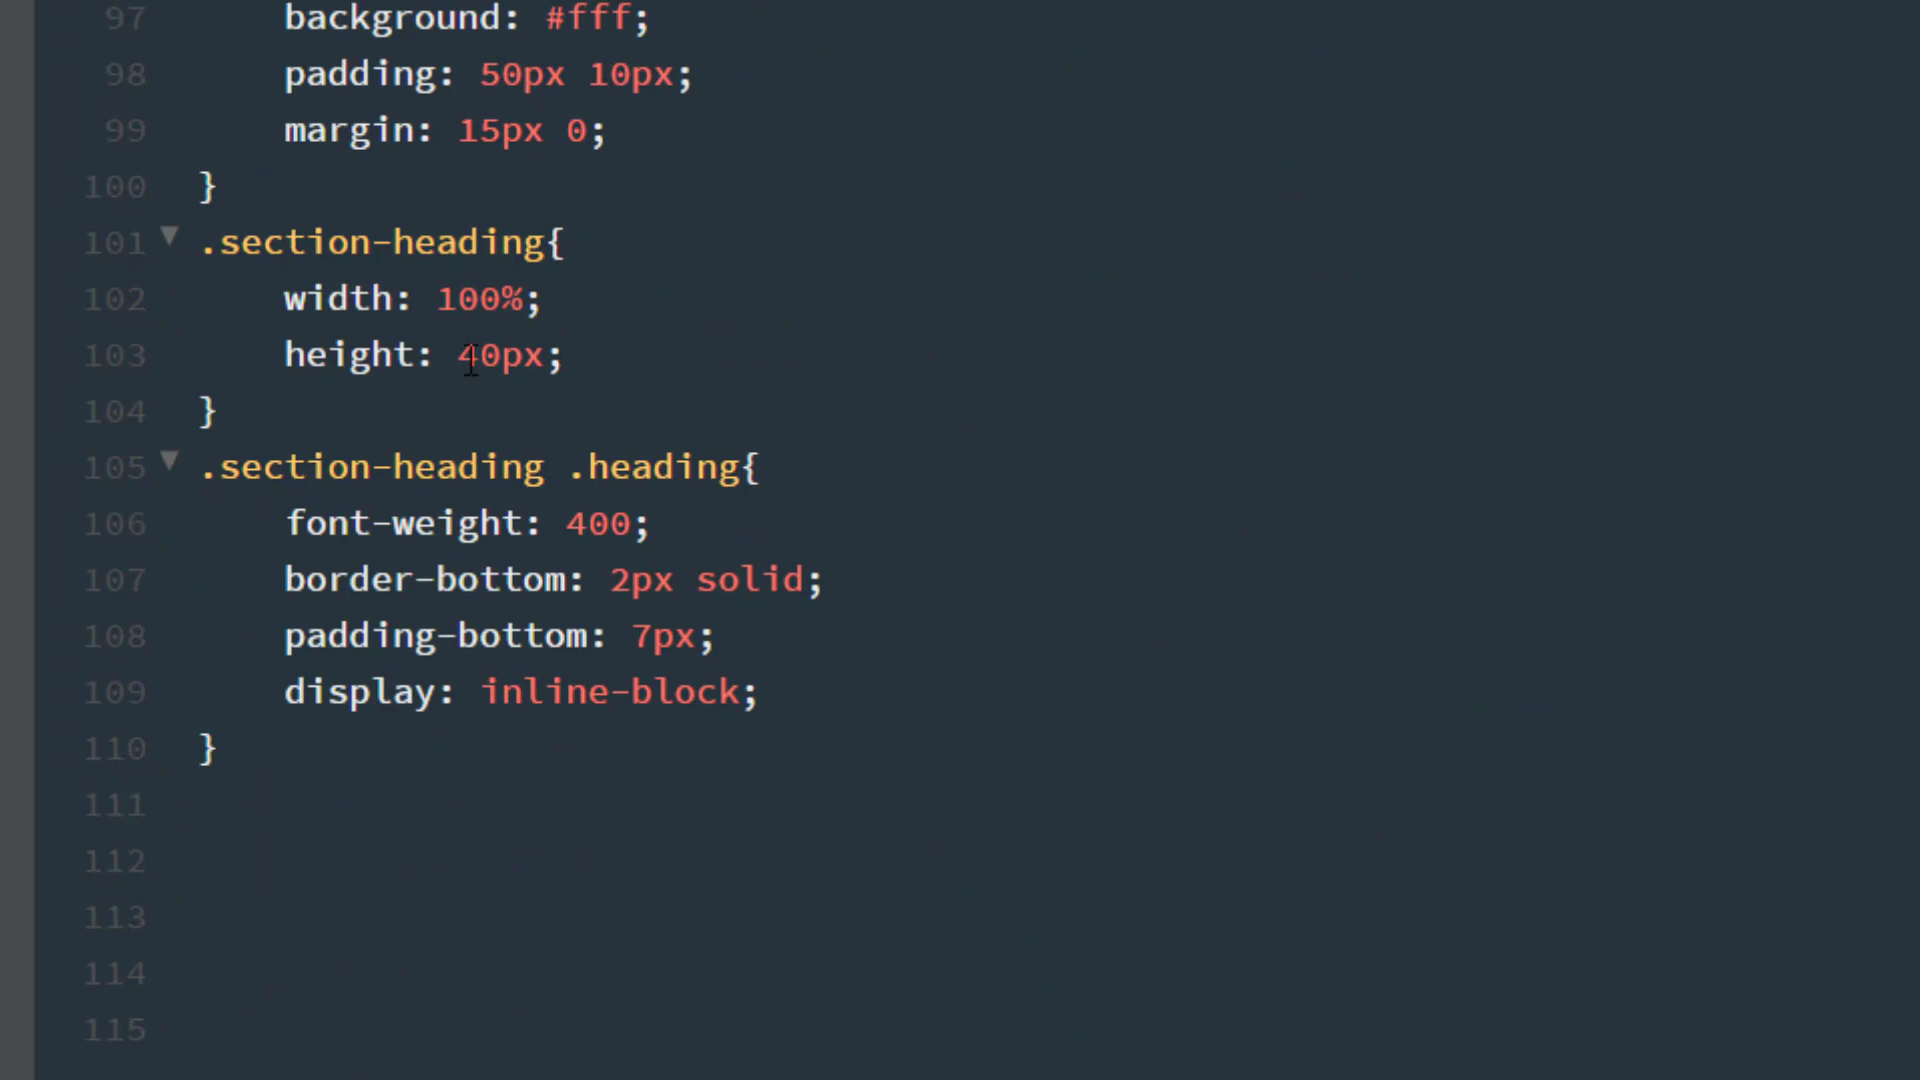 97 background: #fff;
98 padding: 50px 10px;
99 margin: 15px 0;
100 }
101 .section-heading{
102 width: 100%;
103 height: 40px;
104 }
105 .section-heading .heading{
106 font-weight: 400;
107 border-bottom: 2px solid;
108 padding-bottom: 7px;
109 display: inline-block;
110 }
111
112
113
114
115